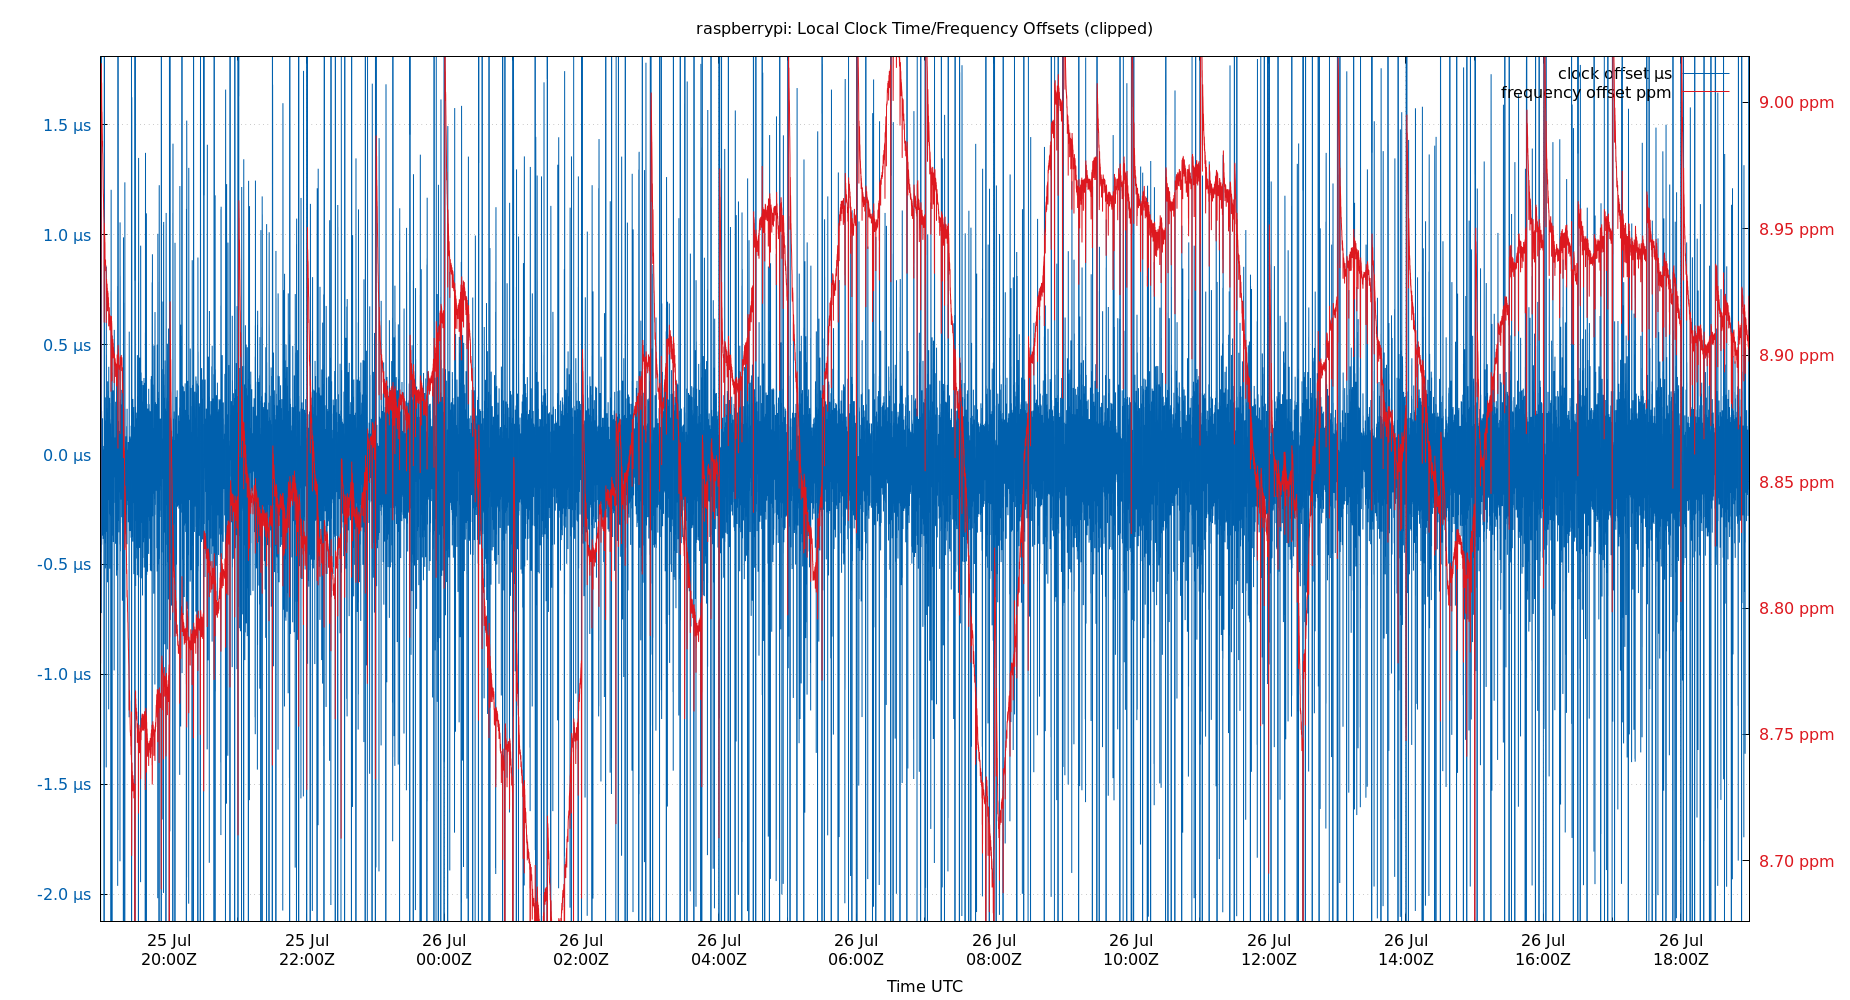 raspberrypi: Local Clock Time/Frequency Offsets (clipped)
clock offset µs
frequency offset ppm
1.5 µs
1.0 µs
0.5 µs
0.0 µs
-0.5 µs
-1.0 µs
-1.5 µs
-2.0 µs
9.00 ppm
8.95 ppm
8.90 ppm
8.85 ppm
8.80 ppm
8.75 ppm
8.70 ppm
25 Jul
20:00Z
25 Jul
22:00Z
26 Jul
00:00Z
26 Jul
02:00Z
26 Jul
04:00Z
26 Jul
06:00Z
26 Jul
08:00Z
26 Jul
10:00Z
26 Jul
12:00Z
26 Jul
14:00Z
26 Jul
16:00Z
26 Jul
18:00Z
Time UTC